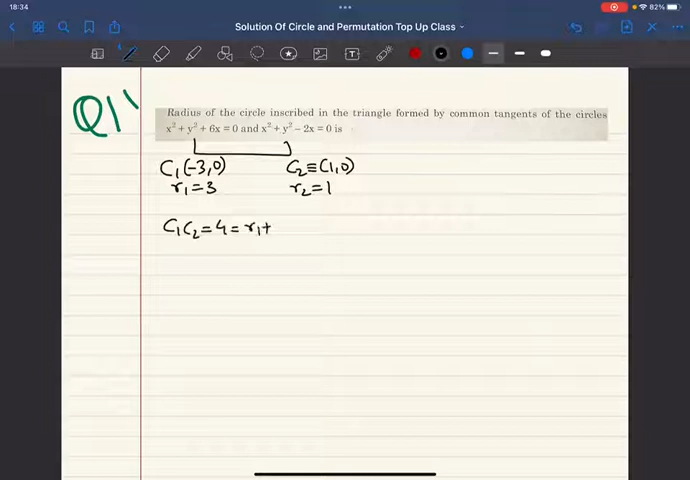 18:34
82%
Solution Of Circle and Permutation Top Up Class
Q11
Radius of the circle inscribed in the triangle formed by common tangents of the circles
x² + y² + 6x = 0 and x² + y² – 2x = 0 is
C₁(-3,0) C₂≡(1,0)
r₁=3 r₂=1
C₁C₂=4=r₁+